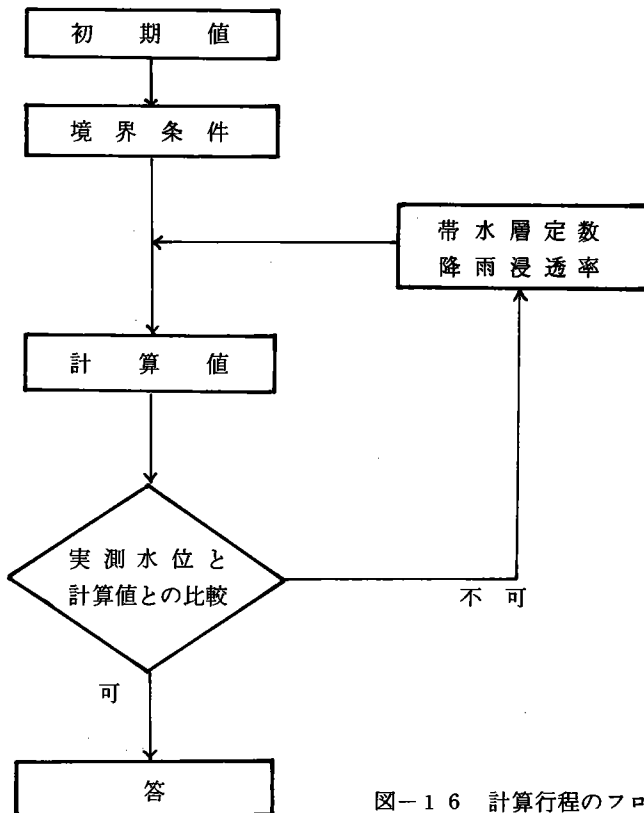 初期値
境界条件
帯水層定数
降雨浸透率
計算値
実測水位と
計算値との比較
不可
可
答
図-16 計算行程のフロ